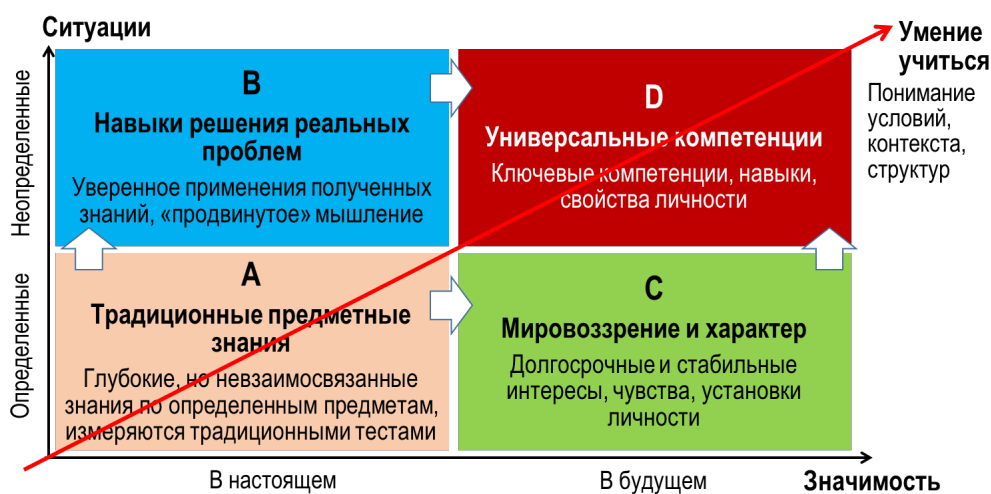 Ситуации
Неопределенные
Определенные
B
Навыки решения реальных
проблем
Уверенное применения полученных
знаний, «продвинутое» мышление
D
Универсальные компетенции
Ключевые компетенции, навыки,
свойства личности
Умение
учиться
Понимание
условий,
контекста,
структур
A
Традиционные предметные
знания
Глубокие, но невзаимосвязанные
знания по определенным предметам,
измеряются традиционными тестами
C
Мировоззрение и характер
Долгосрочные и стабильные
интересы, чувства, установки
личности
В настоящем
В будущем
Значимость